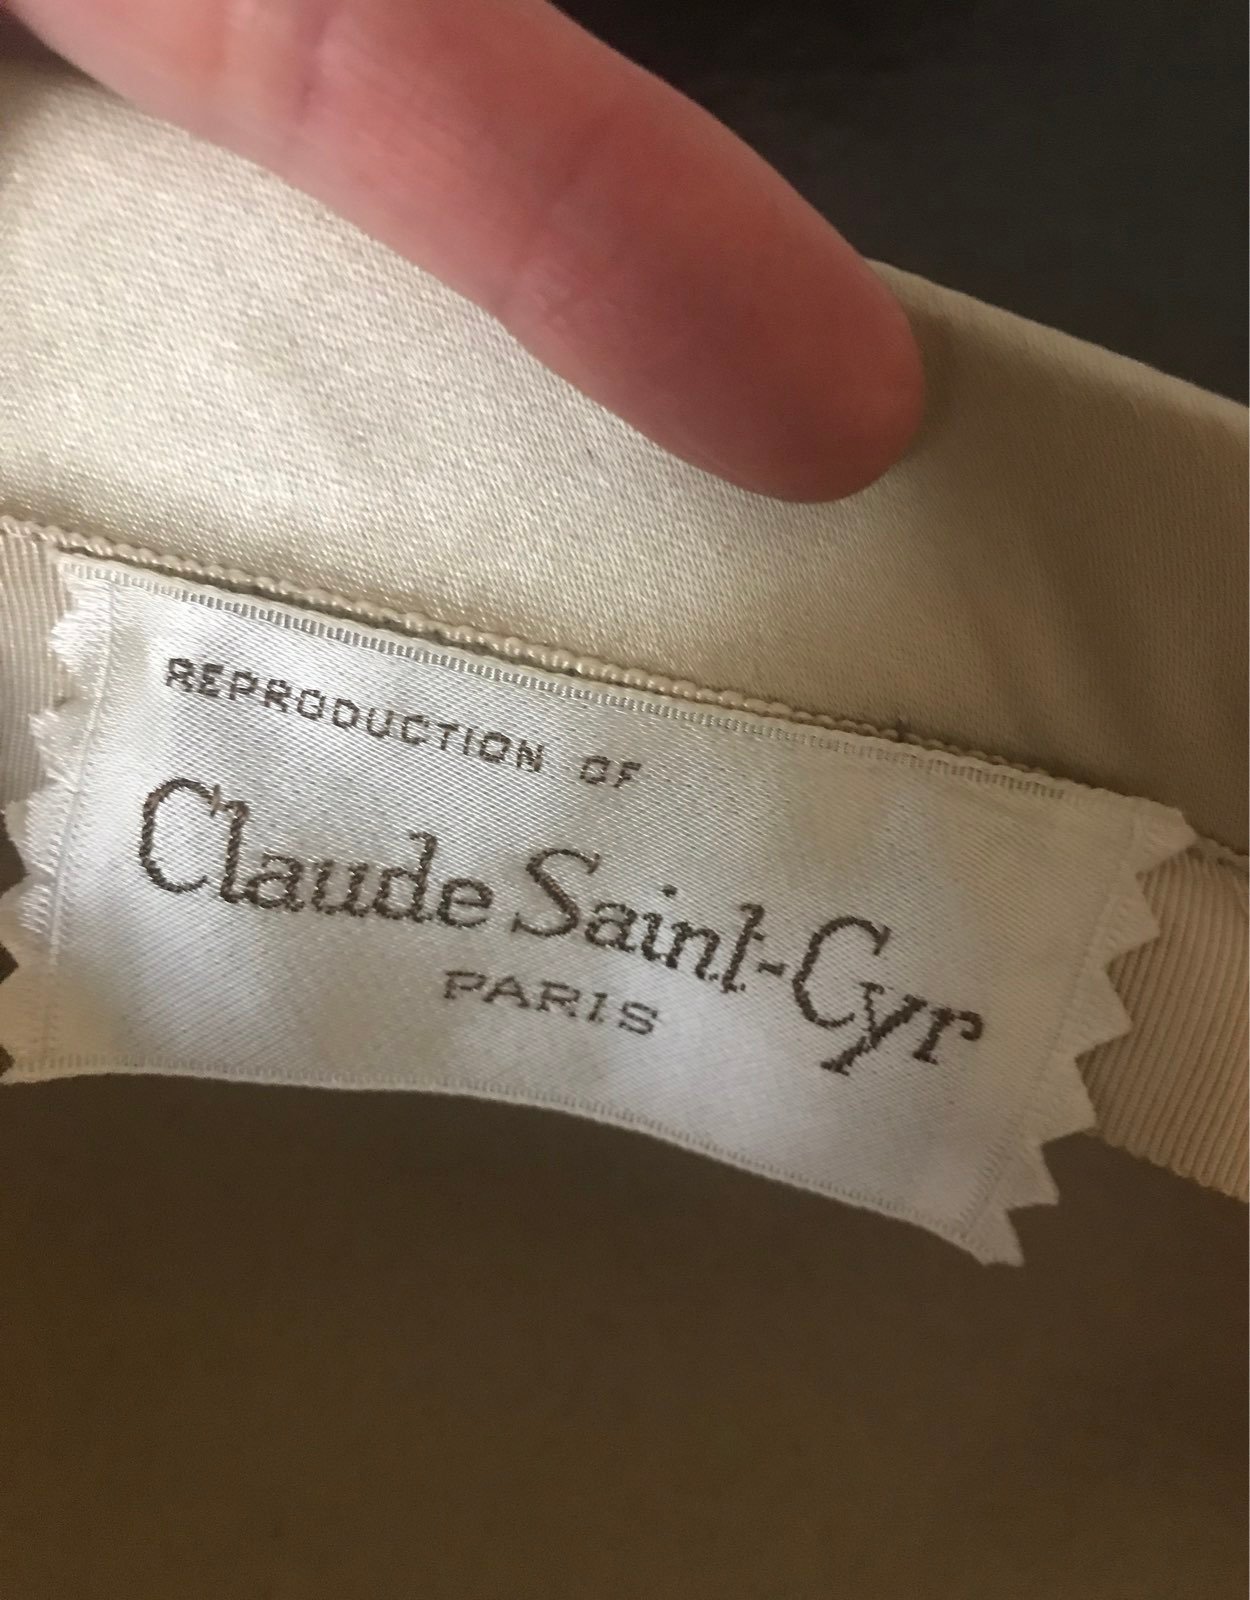 REPRODUCTION OF
Claude Saint-Cyr
PARIS